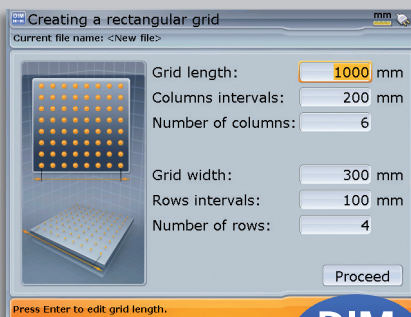 DIM
Creating a rectangular grid mm
Current file name: <New file>
Grid length: 1000 mm
Columns intervals: 200 mm
Number of columns: 6
Grid width: 300 mm
Rows intervals: 100 mm
Number of rows: 4
Proceed
Press Enter to edit grid length.
DIM